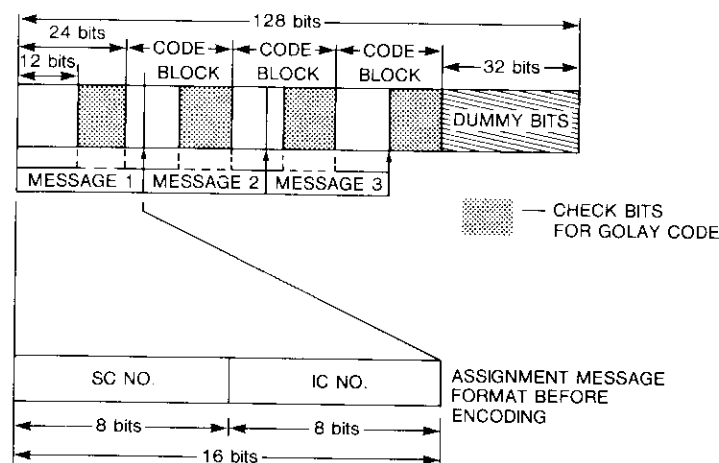 128 bits
24 bits
CODE BLOCK
CODE BLOCK
CODE BLOCK
12 bits
32 bits
DUMMY BITS
MESSAGE 1
MESSAGE 2
MESSAGE 3
— CHECK BITS
FOR GOLAY CODE
SC NO.
IC NO.
ASSIGNMENT MESSAGE
FORMAT BEFORE
ENCODING
8 bits
8 bits
16 bits